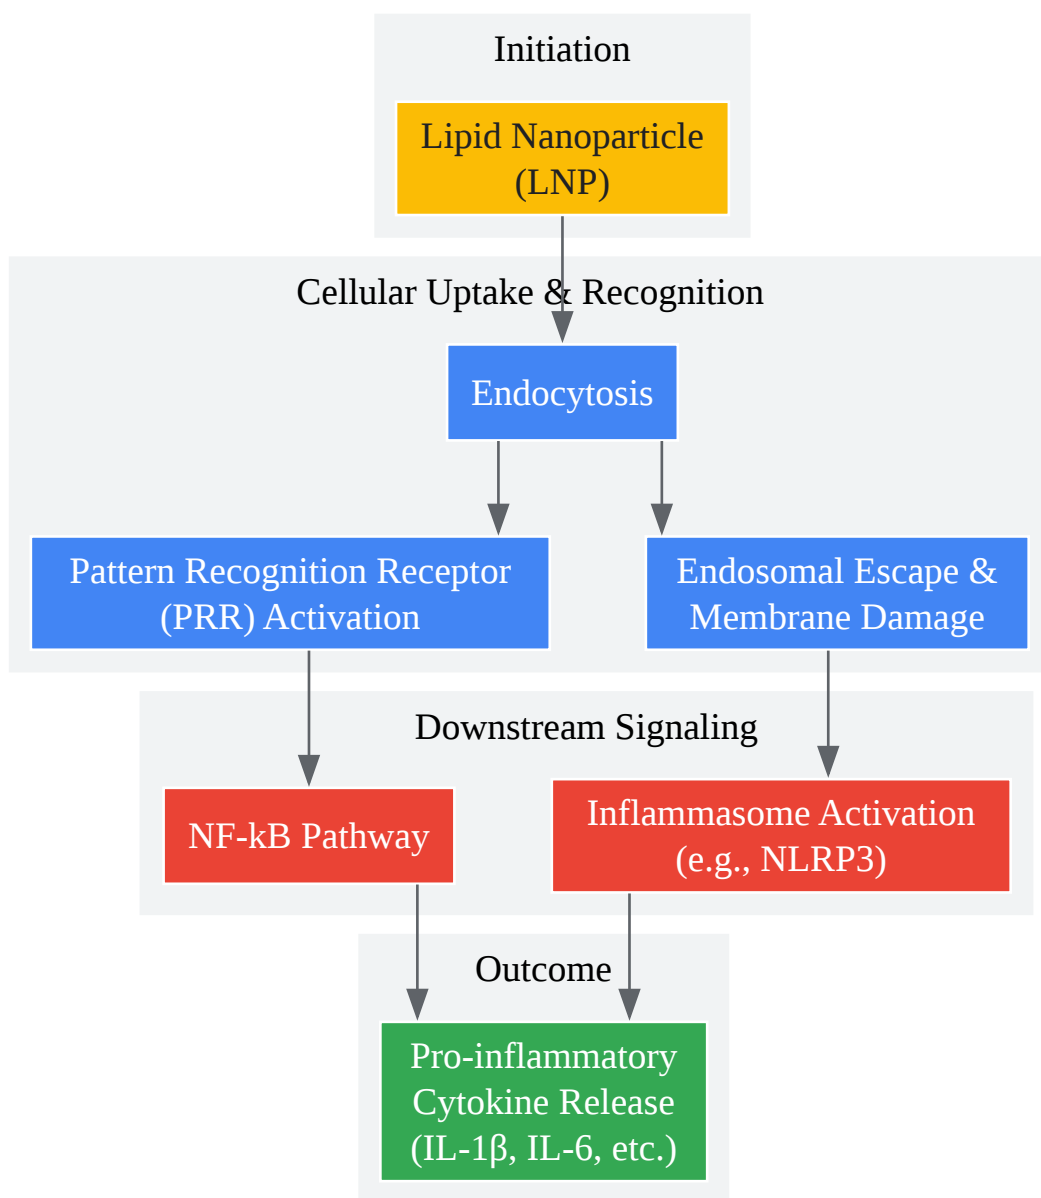 Initiation
Lipid Nanoparticle
(LNP)
Cellular Uptake & Recognition
Endocytosis
Pattern Recognition Receptor
(PRR) Activation
Endosomal Escape &
Membrane Damage
Downstream Signaling
NF-kB Pathway
Inflammasome Activation
(e.g., NLRP3)
Outcome
Pro-inflammatory
Cytokine Release
(IL-1β, IL-6, etc.)